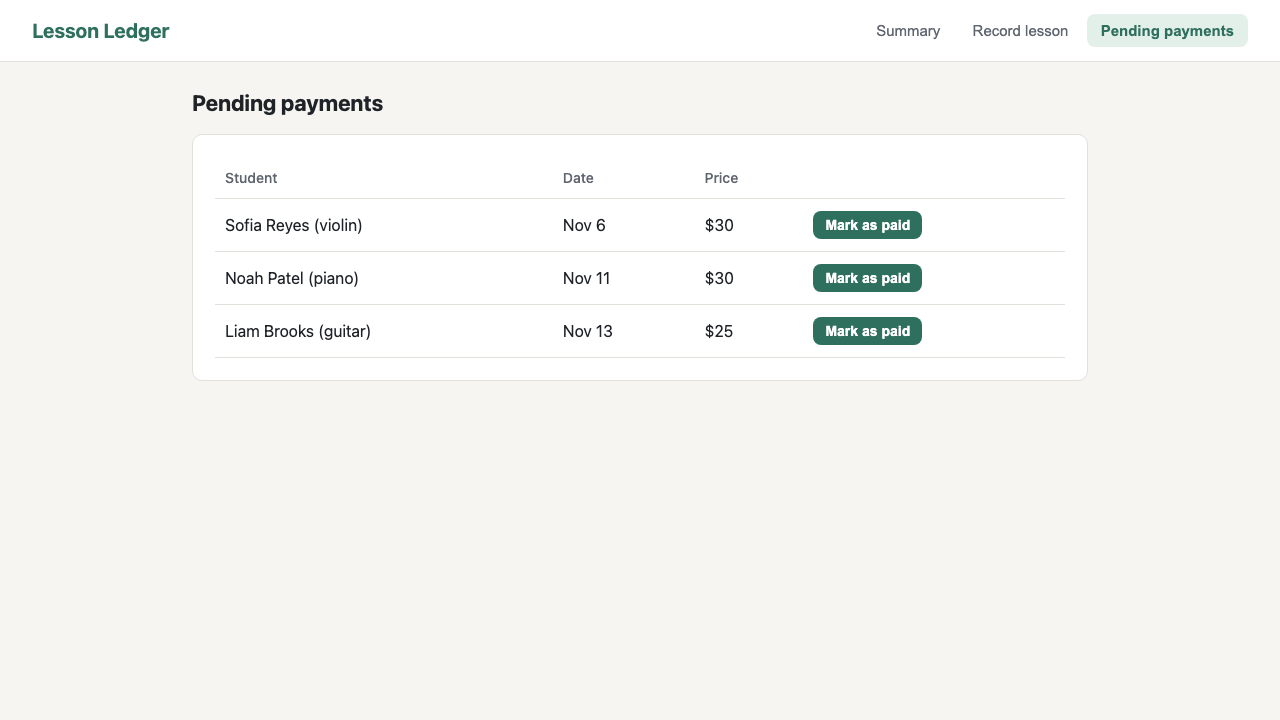 Lesson Ledger Summary Record lesson Pending payments
Pending payments
Student Date Price
Sofia Reyes (violin) Nov 6 $30 Mark as paid
Noah Patel (piano) Nov 11 $30 Mark as paid
Liam Brooks (guitar) Nov 13 $25 Mark as paid